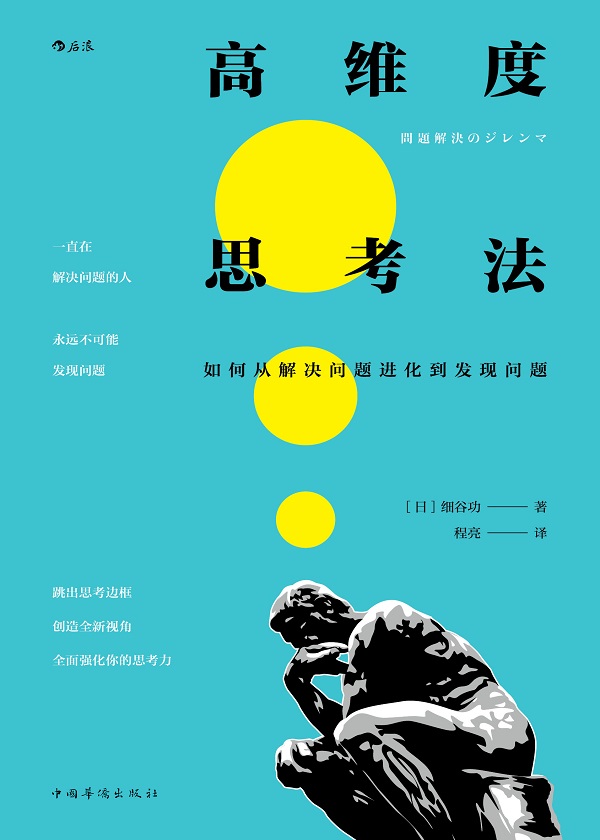 后浪
高维度
問題解決のジレンマ
思考法
一直在
解决问题的人
永远不可能
发现问题
如何从解决问题进化到发现问题
[日]细谷功——著
程亮——译
跳出思考边框
创造全新视角
全面强化你的思考力
中国华侨出版社